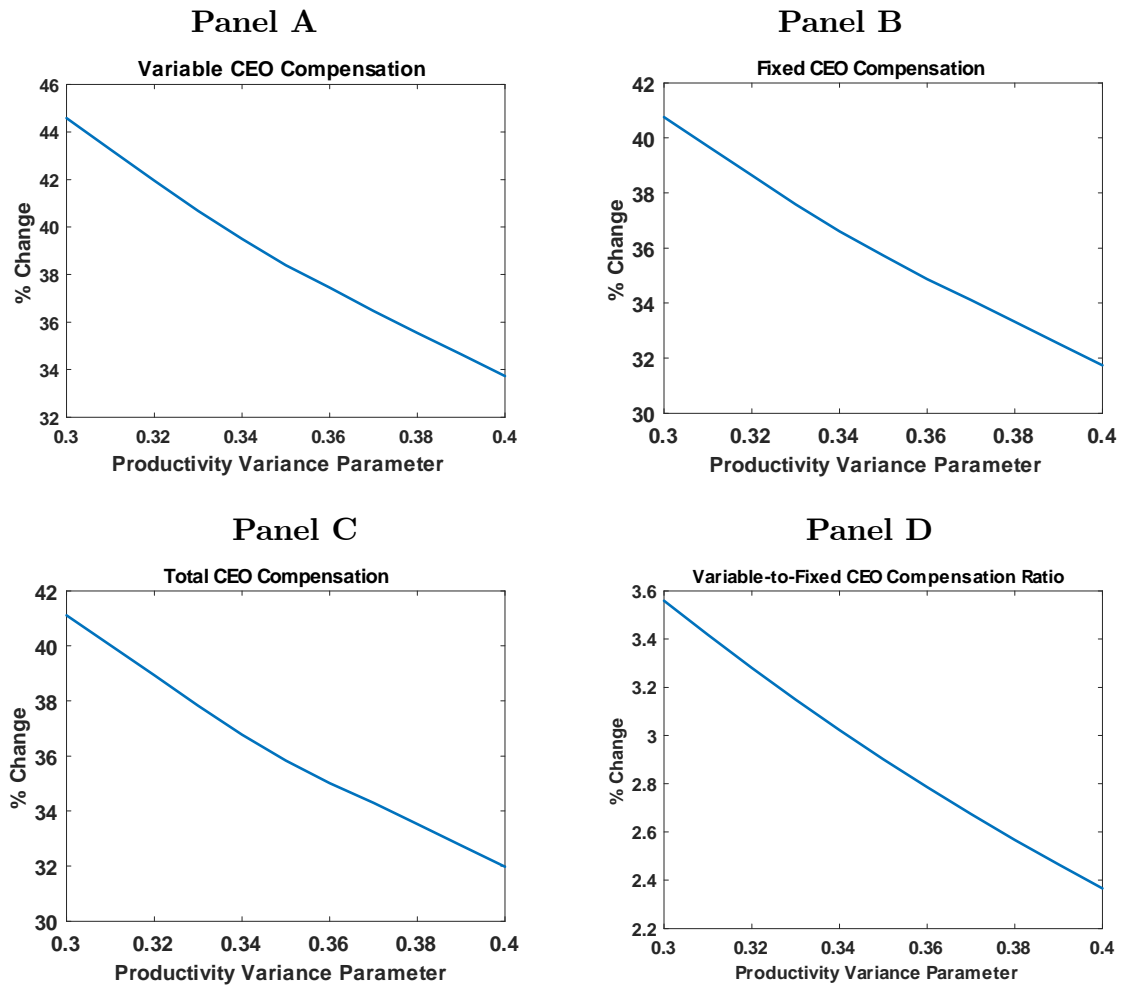 Panel A
Variable CEO Compensation
46
44
42
40
38
36
34
32
% Change
0.3 0.32 0.34 0.36 0.38 0.4
Productivity Variance Parameter
Panel B
Fixed CEO Compensation
42
40
38
36
34
32
30
% Change
0.3 0.32 0.34 0.36 0.38 0.4
Productivity Variance Parameter
Panel C
Total CEO Compensation
42
40
38
36
34
32
30
% Change
0.3 0.32 0.34 0.36 0.38 0.4
Productivity Variance Parameter
Panel D
Variable-to-Fixed CEO Compensation Ratio
3.6
3.4
3.2
3
2.8
2.6
2.4
2.2
% Change
0.3 0.32 0.34 0.36 0.38 0.4
Productivity Variance Parameter